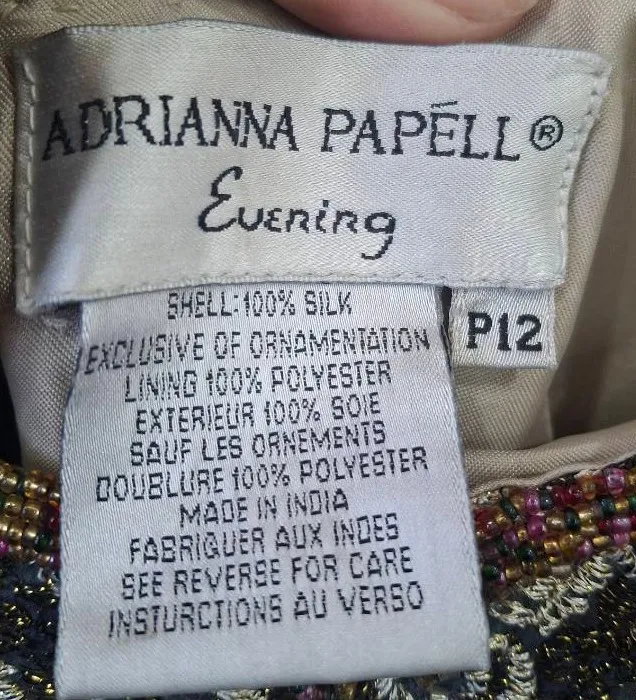 ADRIANNA PAPÉLL®
Evening
SHELL: 100% SILK
EXCLUSIVE OF ORNAMENTATION
LINING 100% POLYESTER
EXTERIEUR 100% SOIE
SAUF LES ORNEMENTS
DOUBLURE 100% POLYESTER
MADE IN INDIA
FABRIQUER AUX INDES
SEE REVERSE FOR CARE
INSTURCTIONS AU VERSO
P12